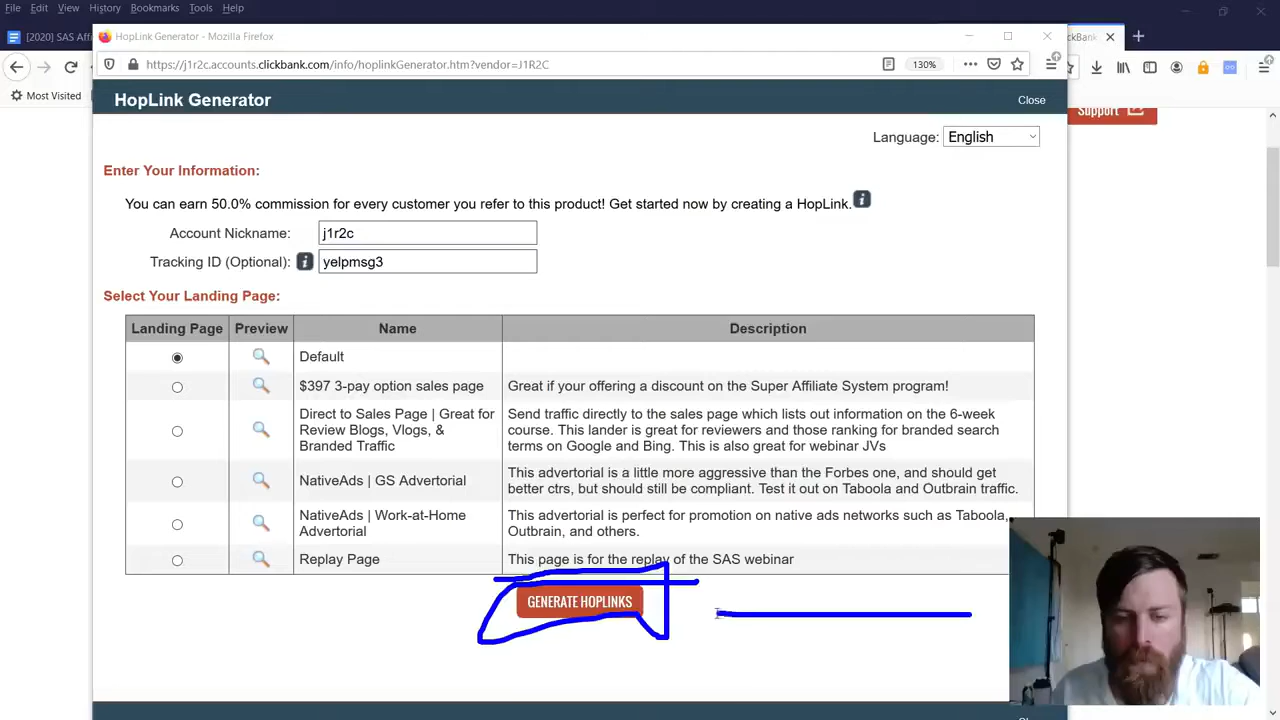 File Edit View History Bookmarks Tools Help
[2020] SAS Affi
HopLink Generator - Mozilla Firefox
ckBank
https://j1r2c.accounts.clickbank.com/info/hoplinkGenerator.htm?vendor=J1R2C
130%
Most Visited
HopLink Generator
Close
Support
Language: English
Enter Your Information:
You can earn 50.0% commission for every customer you refer to this product! Get started now by creating a HopLink.
Account Nickname: j1r2c
Tracking ID (Optional): yelpmsg3
Select Your Landing Page:
Landing Page Preview Name Description
Default
$397 3-pay option sales page Great if your offering a discount on the Super Affiliate System program!
Direct to Sales Page | Great for
Review Blogs, Vlogs, &
Branded Traffic
Send traffic directly to the sales page which lists out information on the 6-week
course. This lander is great for reviewers and those ranking for branded search
terms on Google and Bing. This is also great for webinar JVs
NativeAds | GS Advertorial
This advertorial is a little more aggressive than the Forbes one, and should get
better ctrs, but should still be compliant. Test it out on Taboola and Outbrain traffic.
NativeAds | Work-at-Home
Advertorial
This advertorial is perfect for promotion on native ads networks such as Taboola,
Outbrain, and others.
Replay Page This page is for the replay of the SAS webinar
GENERATE HOPLINKS